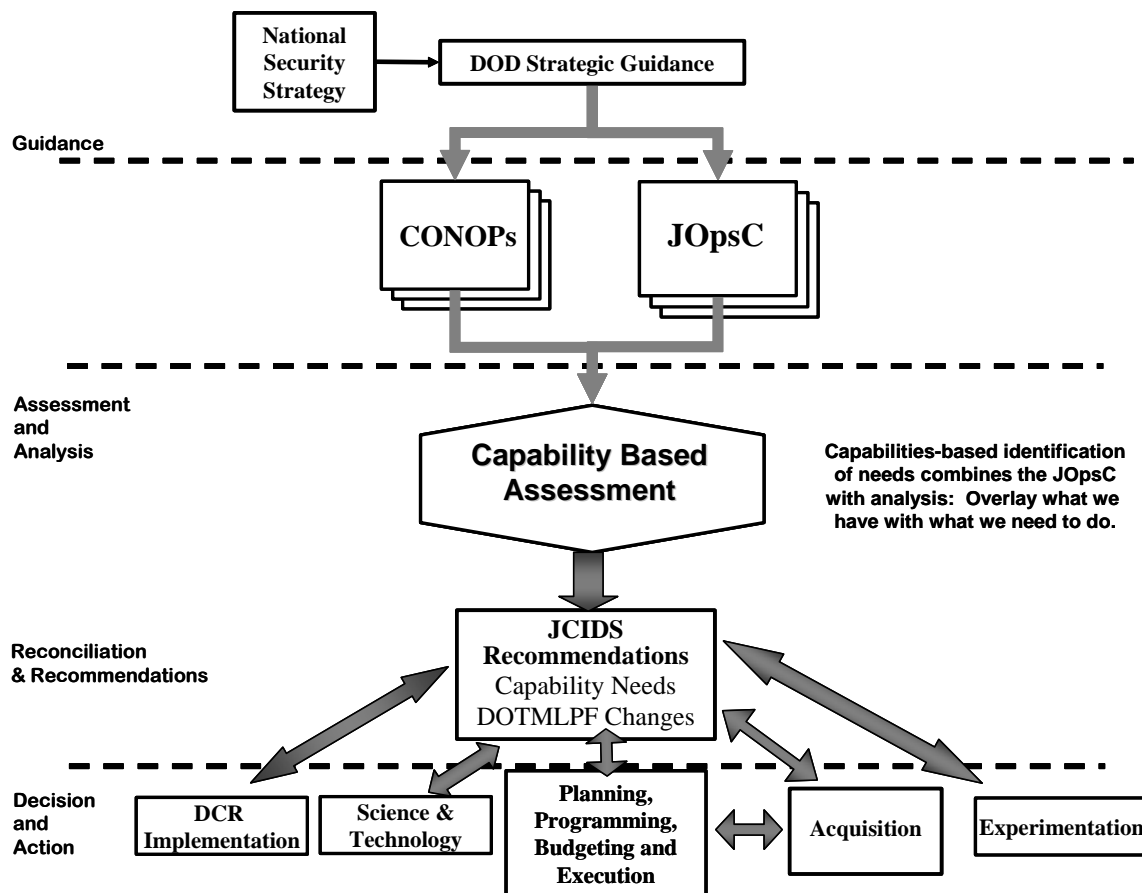 National
Security
Strategy
DOD Strategic Guidance
Guidance
CONOPs
JOpsC
Assessment
and
Analysis
Capability Based
Assessment
Capabilities-based identification
of needs combines the JOpsC
with analysis: Overlay what we
have with what we need to do.
Reconciliation
& Recommendations
JCIDS
Recommendations
Capability Needs
DOTMLPF Changes
Decision
and
Action
DCR
Implementation
Science &
Technology
Planning,
Programming,
Budgeting and
Execution
Acquisition
Experimentation